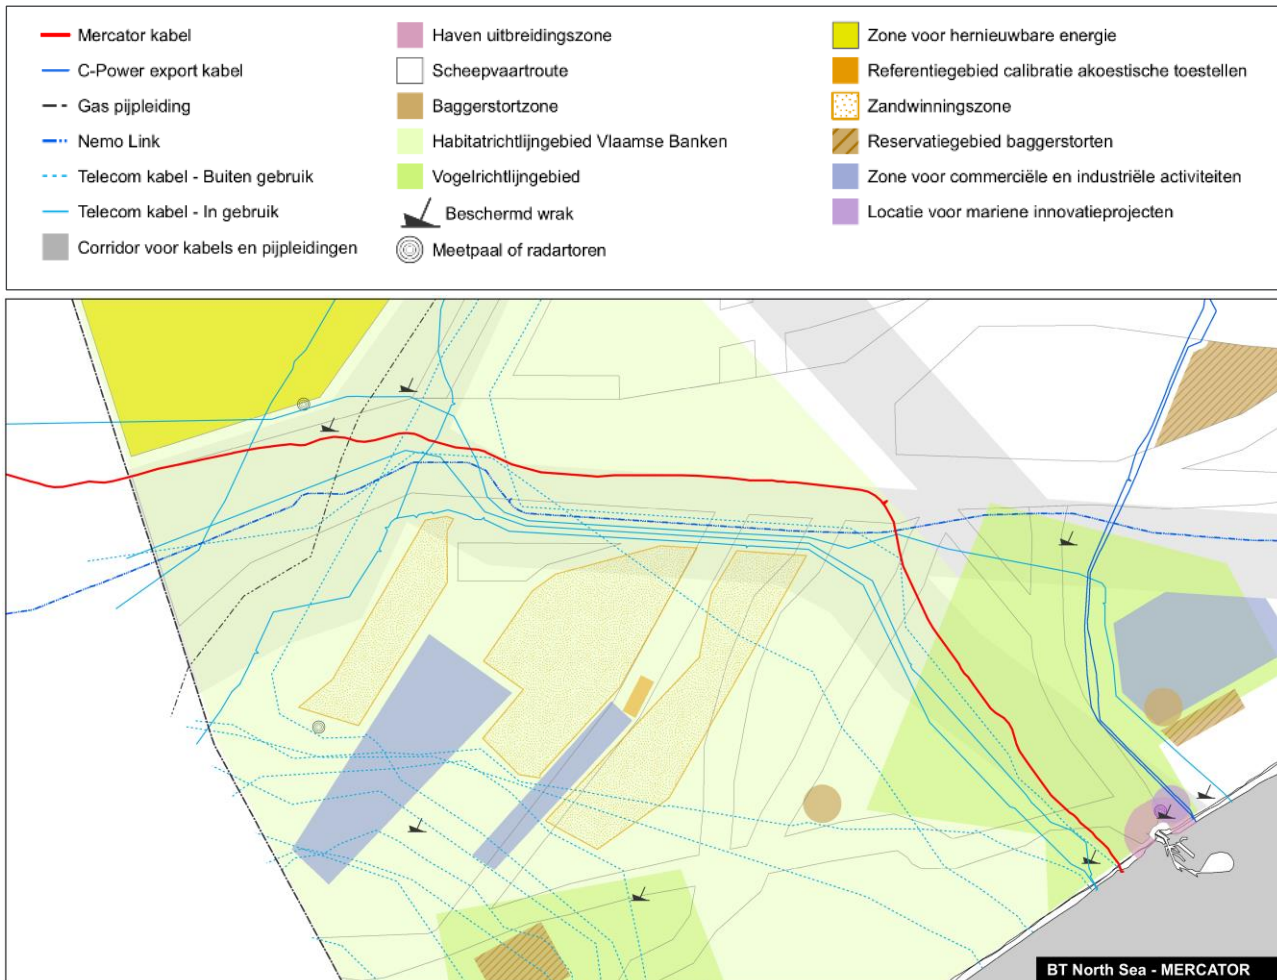 Mercator kabel
C-Power export kabel
Gas pijpleiding
Nemo Link
Telecom kabel - Buiten gebruik
Telecom kabel - In gebruik
Corridor voor kabels en pijpleidingen
Haven uitbreidingszone
Scheepvaartroute
Baggerstortzone
Habitatrichtlijngebied Vlaamse Banken
Vogelrichtlijngebied
Beschermd wrak
Meetpaal of radartoren
Zone voor hernieuwbare energie
Referentiegebied calibratie akoestische toestellen
Zandwinningszone
Reservatiegebied baggerstorten
Zone voor commerciële en industriële activiteiten
Locatie voor mariene innovatieprojecten
BT North Sea - MERCATOR